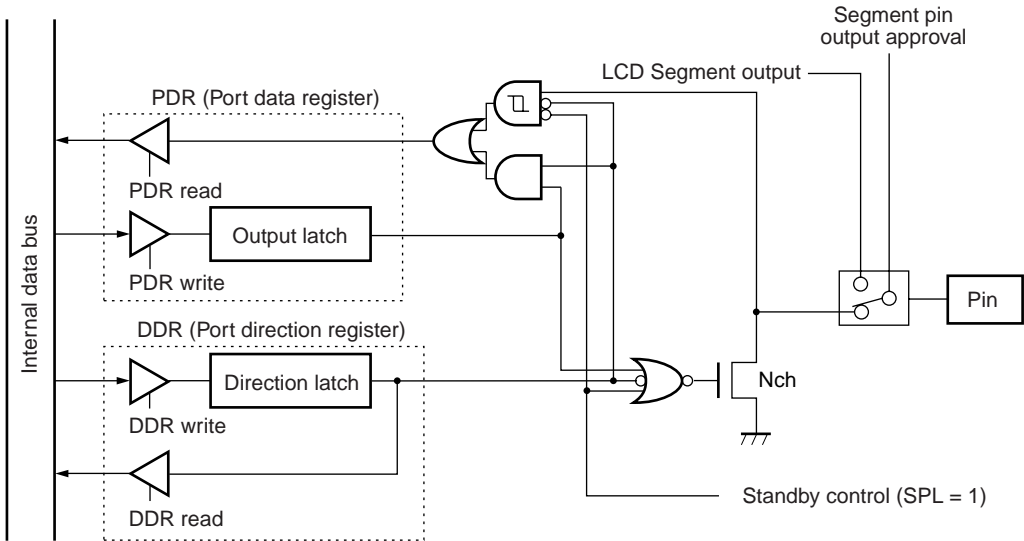 Segment pin
output approval
LCD Segment output
PDR (Port data register)
PDR read
Output latch
PDR write
Internal data bus
Pin
DDR (Port direction register)
Direction latch
Nch
DDR write
DDR read
Standby control (SPL = 1)